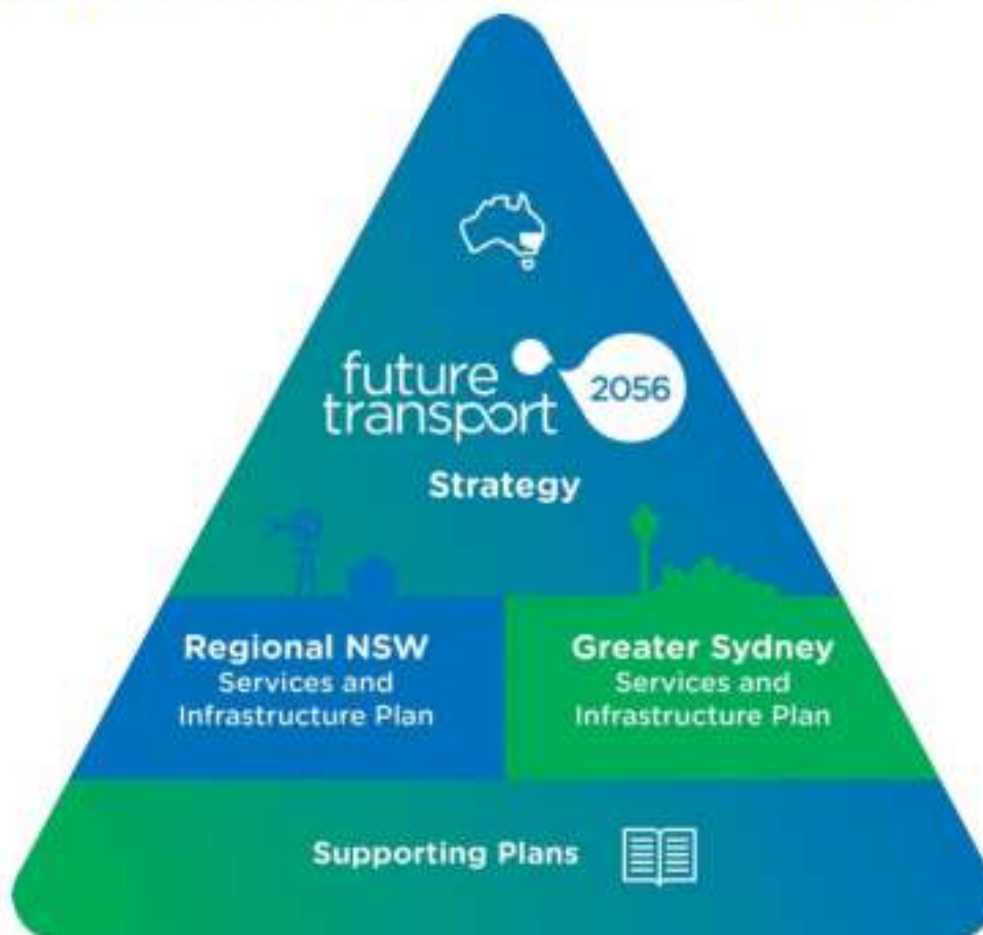 future
transport
2056
Strategy
Regional NSW
Services and
Infrastructure Plan
Greater Sydney
Services and
Infrastructure Plan
Supporting Plans